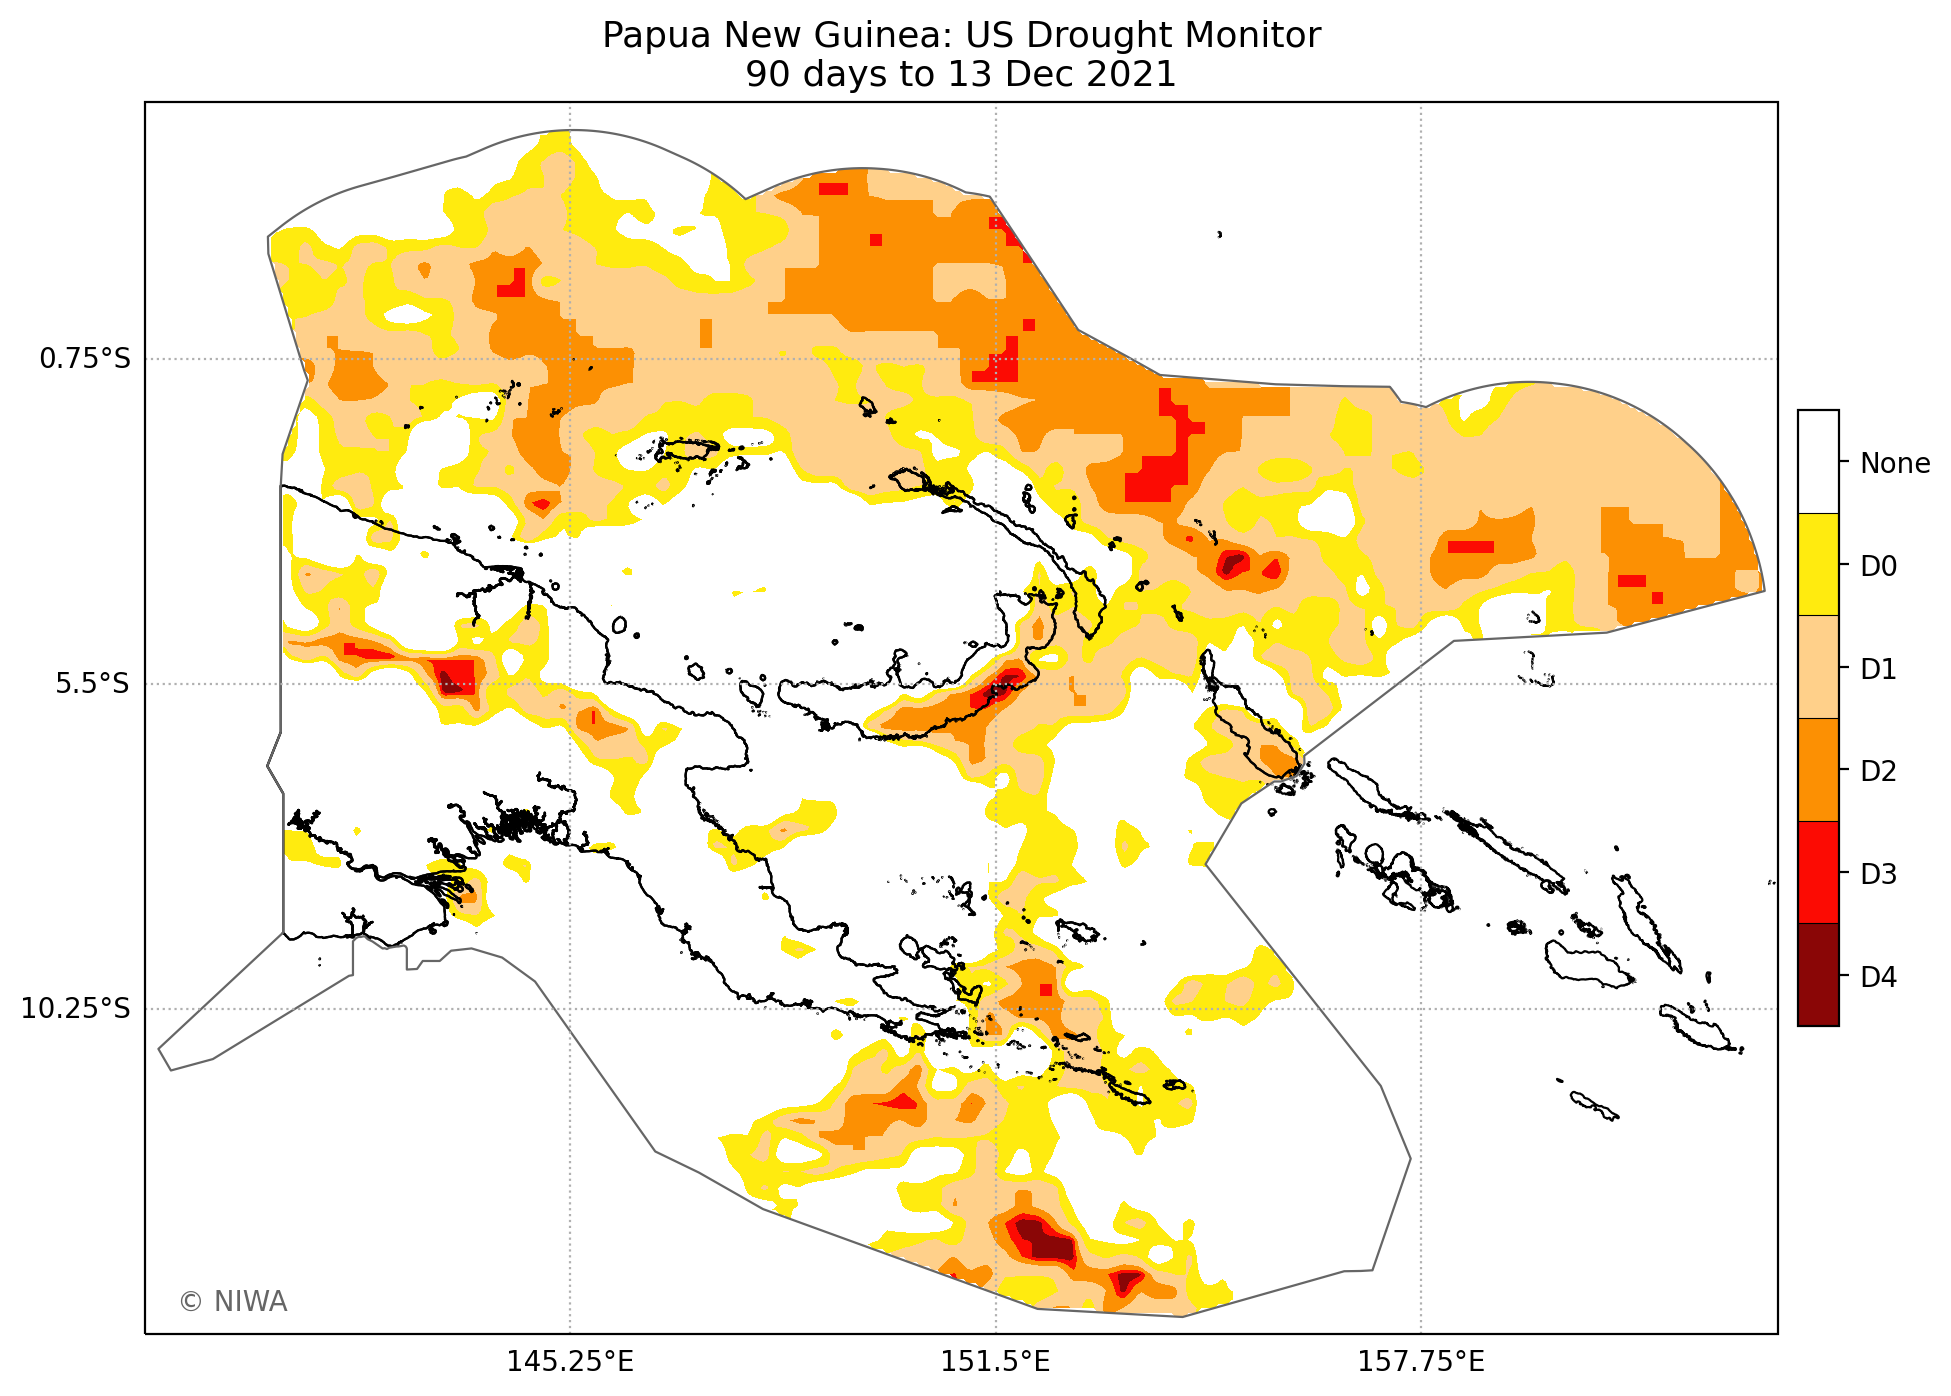 Papua New Guinea: US Drought Monitor
90 days to 13 Dec 2021
0.75°S
5.5°S
10.25°S
145.25°E
151.5°E
157.75°E
None
D0
D1
D2
D3
D4
© NIWA